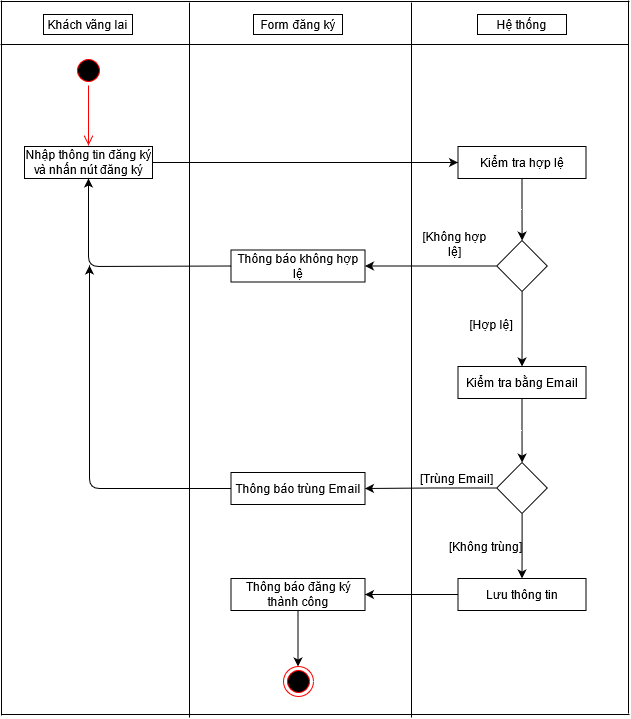 Khách vãng lai
Form đăng ký
Hệ thống
Nhập thông tin đăng ký
và nhấn nút đăng ký
Kiểm tra hợp lệ
[Không hợp
lệ]
Thông báo không hợp
lệ
[Hợp lệ]
Kiểm tra bằng Email
[Trùng Email]
Thông báo trùng Email
[Không trùng]
Thông báo đăng ký
thành công
Lưu thông tin